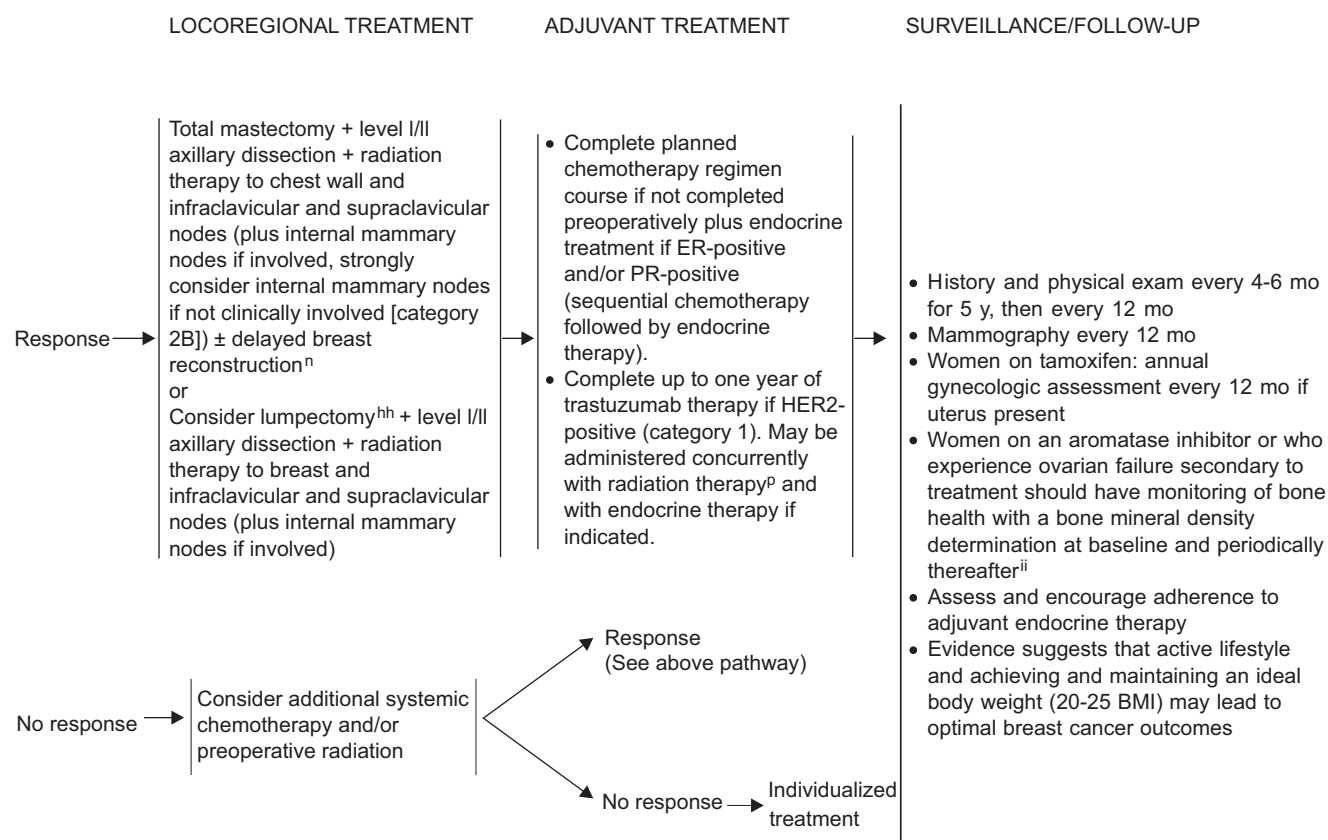 LOCOREGIONAL TREATMENT
ADJUVANT TREATMENT
SURVEILLANCE/FOLLOW-UP
Response
Total mastectomy + level I/II
axillary dissection + radiation
therapy to chest wall and
infraclavicular and supraclavicular
nodes (plus internal mammary
nodes if involved, strongly
consider internal mammary nodes
if not clinically involved [category
2B]) ± delayed breast
reconstructionⁿ
or
Consider lumpectomyʰʰ + level I/II
axillary dissection + radiation
therapy to breast and
infraclavicular and supraclavicular
nodes (plus internal mammary
nodes if involved)
• Complete planned
chemotherapy regimen
course if not completed
preoperatively plus endocrine
treatment if ER-positive
and/or PR-positive
(sequential chemotherapy
followed by endocrine
therapy).
• Complete up to one year of
trastuzumab therapy if HER2-
positive (category 1). May be
administered concurrently
with radiation therapyᵖ and
with endocrine therapy if
indicated.
• History and physical exam every 4-6 mo
for 5 y, then every 12 mo
• Mammography every 12 mo
• Women on tamoxifen: annual
gynecologic assessment every 12 mo if
uterus present
• Women on an aromatase inhibitor or who
experience ovarian failure secondary to
treatment should have monitoring of bone
health with a bone mineral density
determination at baseline and periodically
thereafterⁱⁱ
• Assess and encourage adherence to
adjuvant endocrine therapy
• Evidence suggests that active lifestyle
and achieving and maintaining an ideal
body weight (20-25 BMI) may lead to
optimal breast cancer outcomes
No response
Consider additional systemic
chemotherapy and/or
preoperative radiation
Response
(See above pathway)
No response
Individualized
treatment